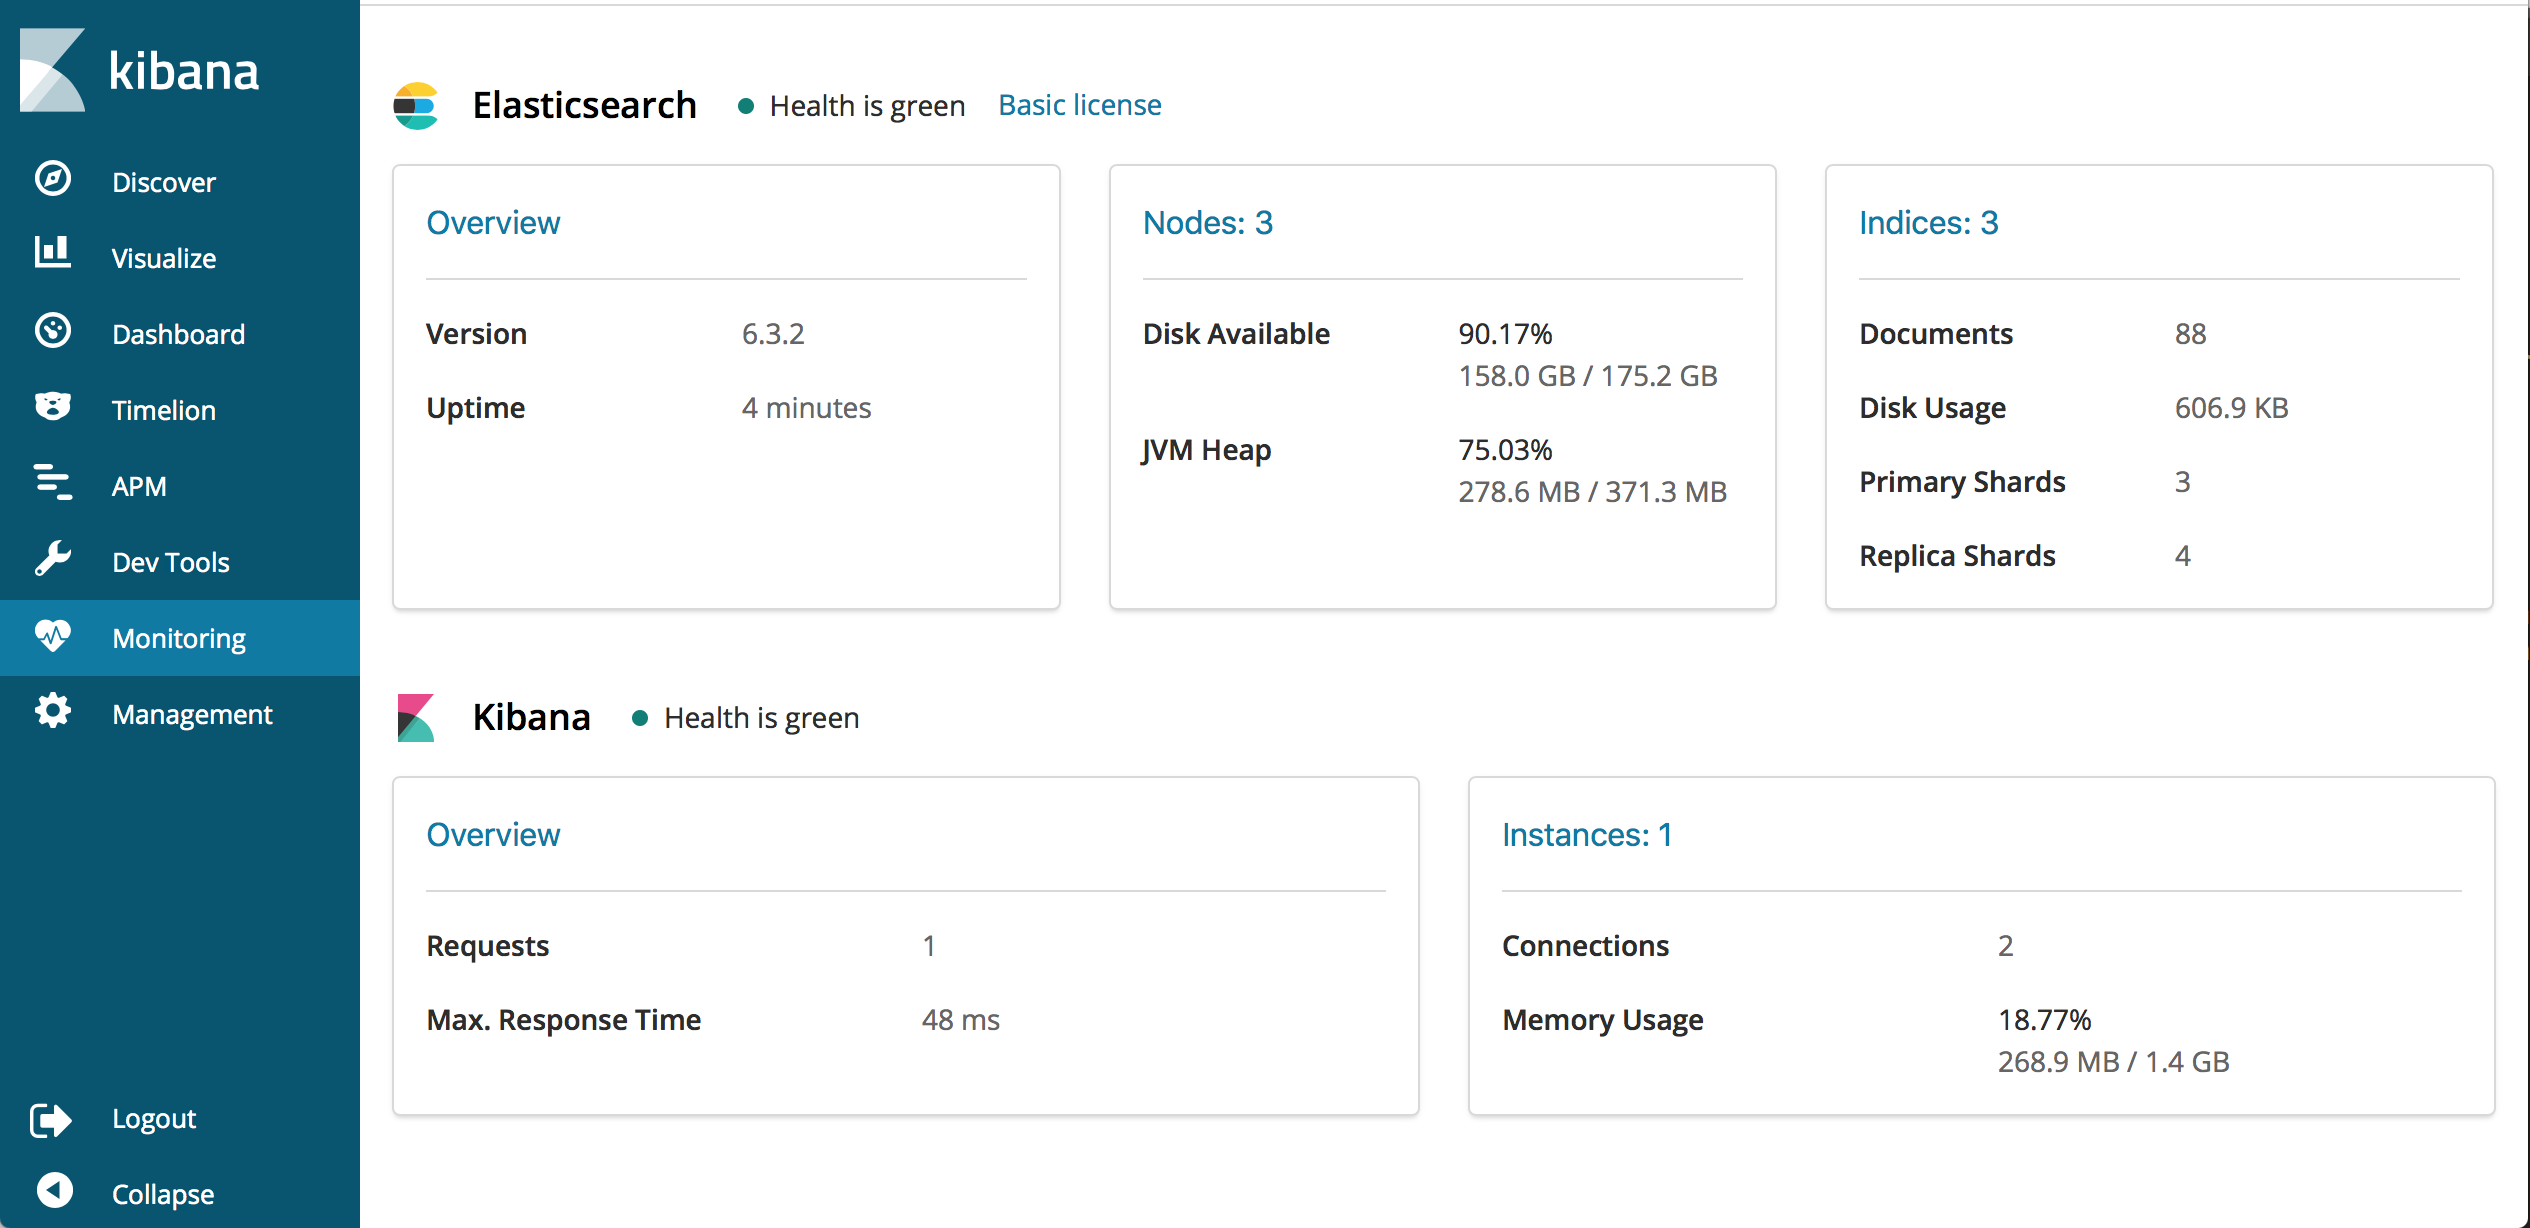 kibana
Discover
Visualize
Dashboard
Timelion
APM
Dev Tools
Monitoring
Management
Logout
Collapse
Elasticsearch Health is green Basic license
Overview
Version 6.3.2
Uptime 4 minutes
Nodes: 3
Disk Available 90.17%
158.0 GB / 175.2 GB
JVM Heap 75.03%
278.6 MB / 371.3 MB
Indices: 3
Documents 88
Disk Usage 606.9 KB
Primary Shards 3
Replica Shards 4
Kibana Health is green
Overview
Requests 1
Max. Response Time 48 ms
Instances: 1
Connections 2
Memory Usage 18.77%
268.9 MB / 1.4 GB